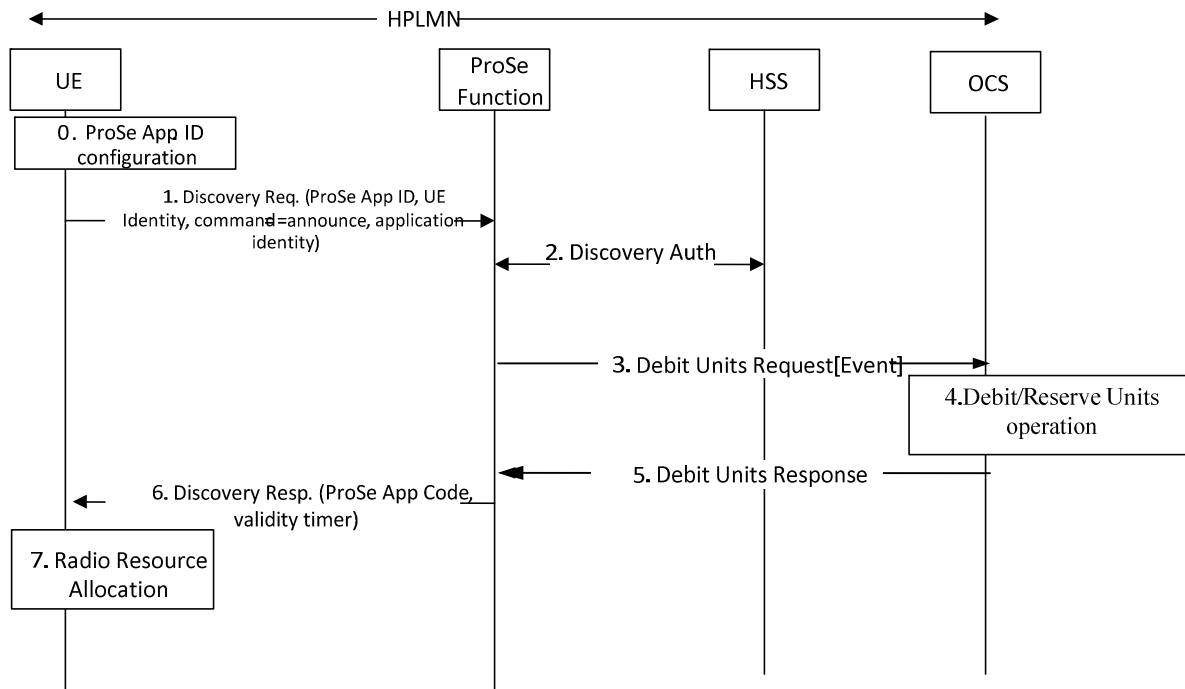 HPLMN
UE
ProSe
Function
HSS
OCS
0. ProSe App ID
configuration
1. Discovery Req. (ProSe App ID, UE
Identity, command==announce, application
identity)
2. Discovery Auth
3. Debit Units Request[Event]
4.Debit/Reserve Units
operation
5. Debit Units Response
6. Discovery Resp. (ProSe App Code,
validity timer)
7. Radio Resource
Allocation